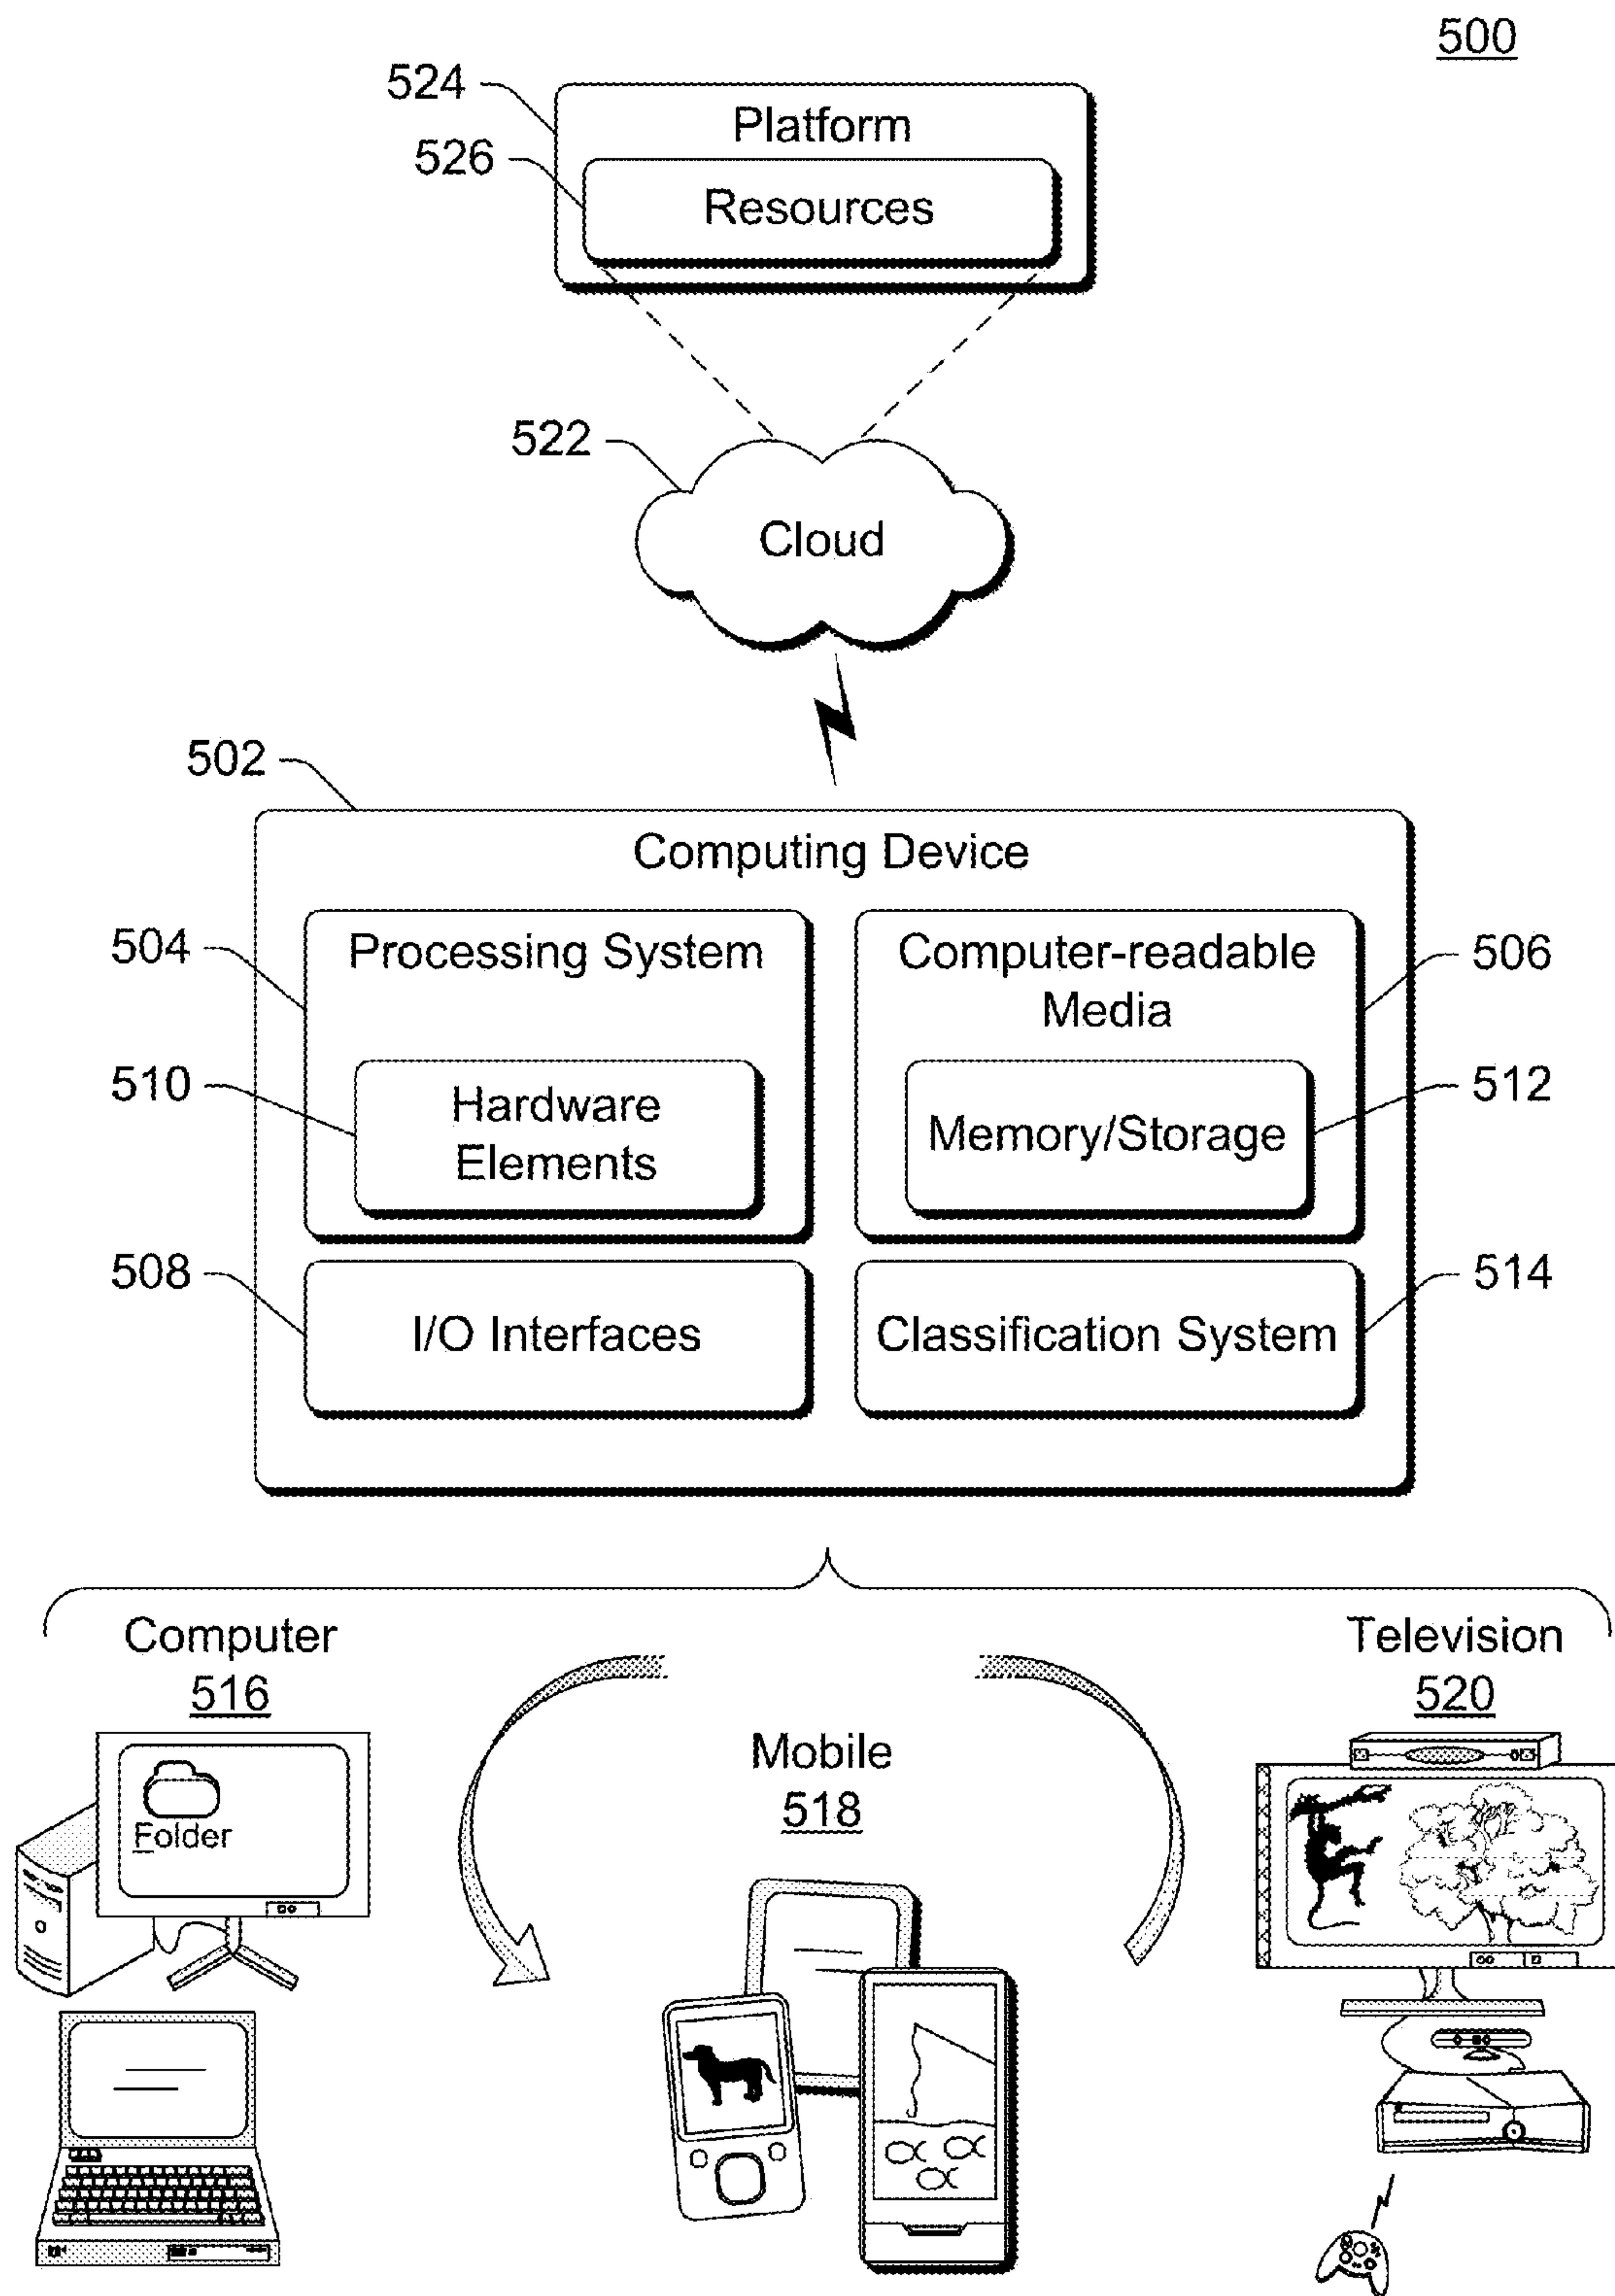 500
524
Platform
526
Resources
522
Cloud
502
Computing Device
504
Processing System
Computer-readable
Media
506
510
Hardware
Elements
Memory/Storage
512
508
I/O Interfaces
Classification System
514
Computer
516
Television
520
Mobile
518
Folder